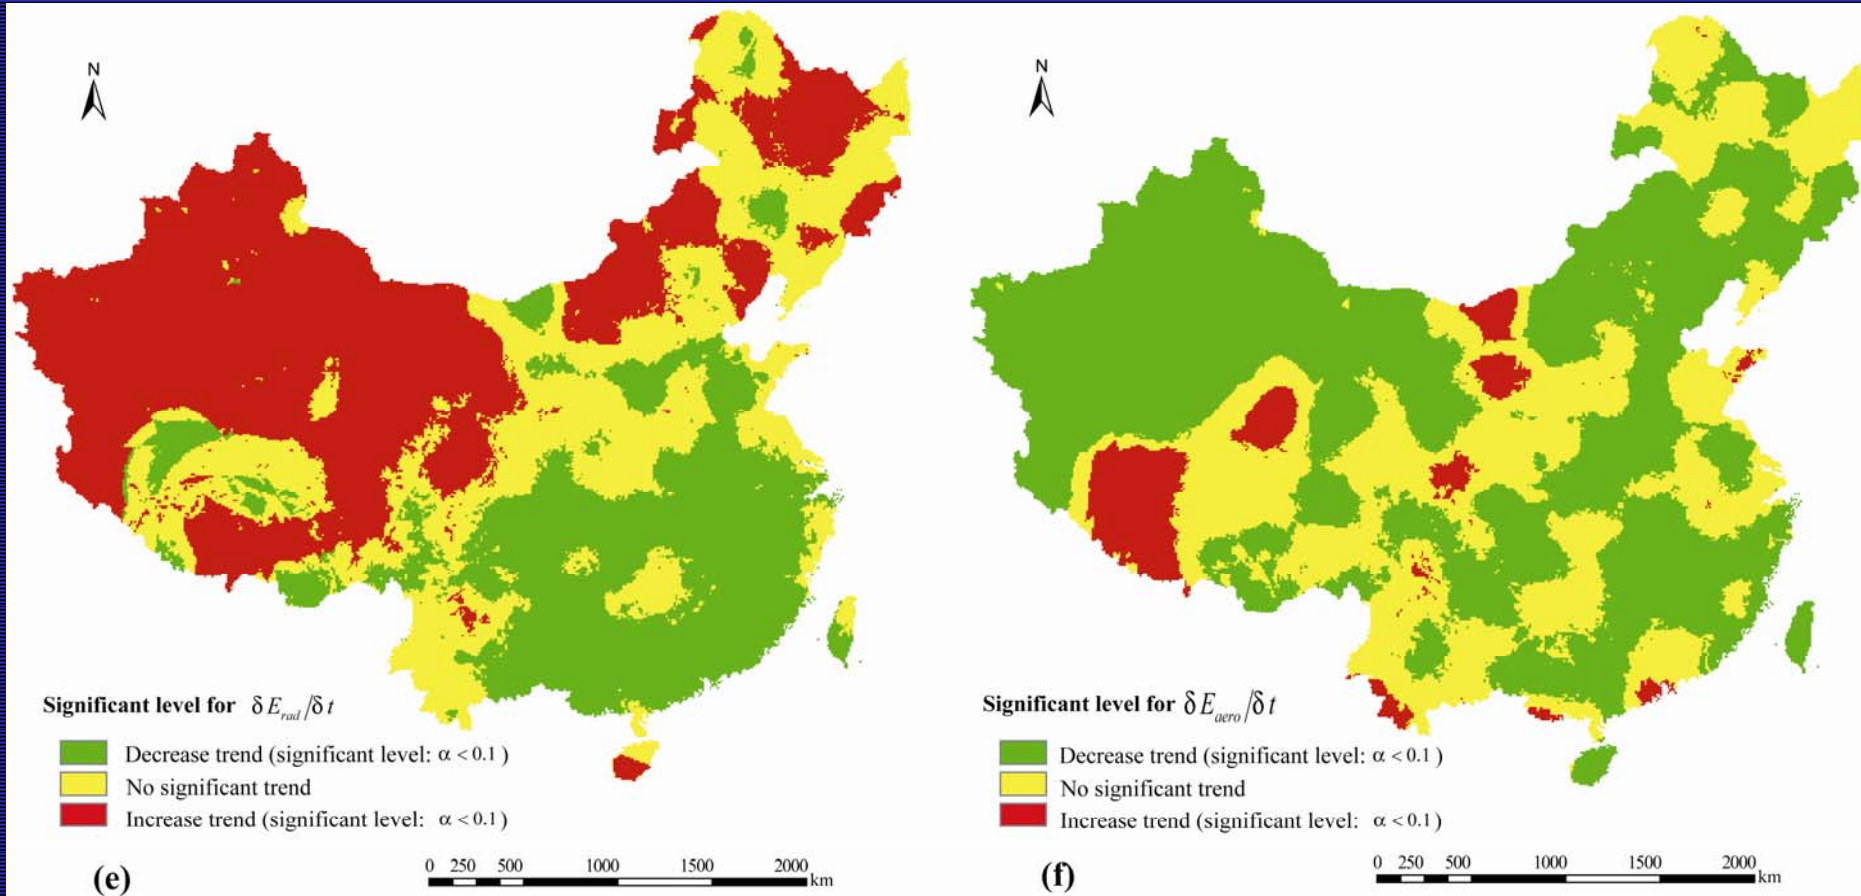 N
Significant level for δE_rad/δt
Decrease trend (significant level: α < 0.1)
No significant trend
Increase trend (significant level: α < 0.1)
(e)
0 250 500 1000 1500 2000 km
N
Significant level for δE_aero/δt
Decrease trend (significant level: α < 0.1)
No significant trend
Increase trend (significant level: α < 0.1)
(f)
0 250 500 1000 1500 2000 km